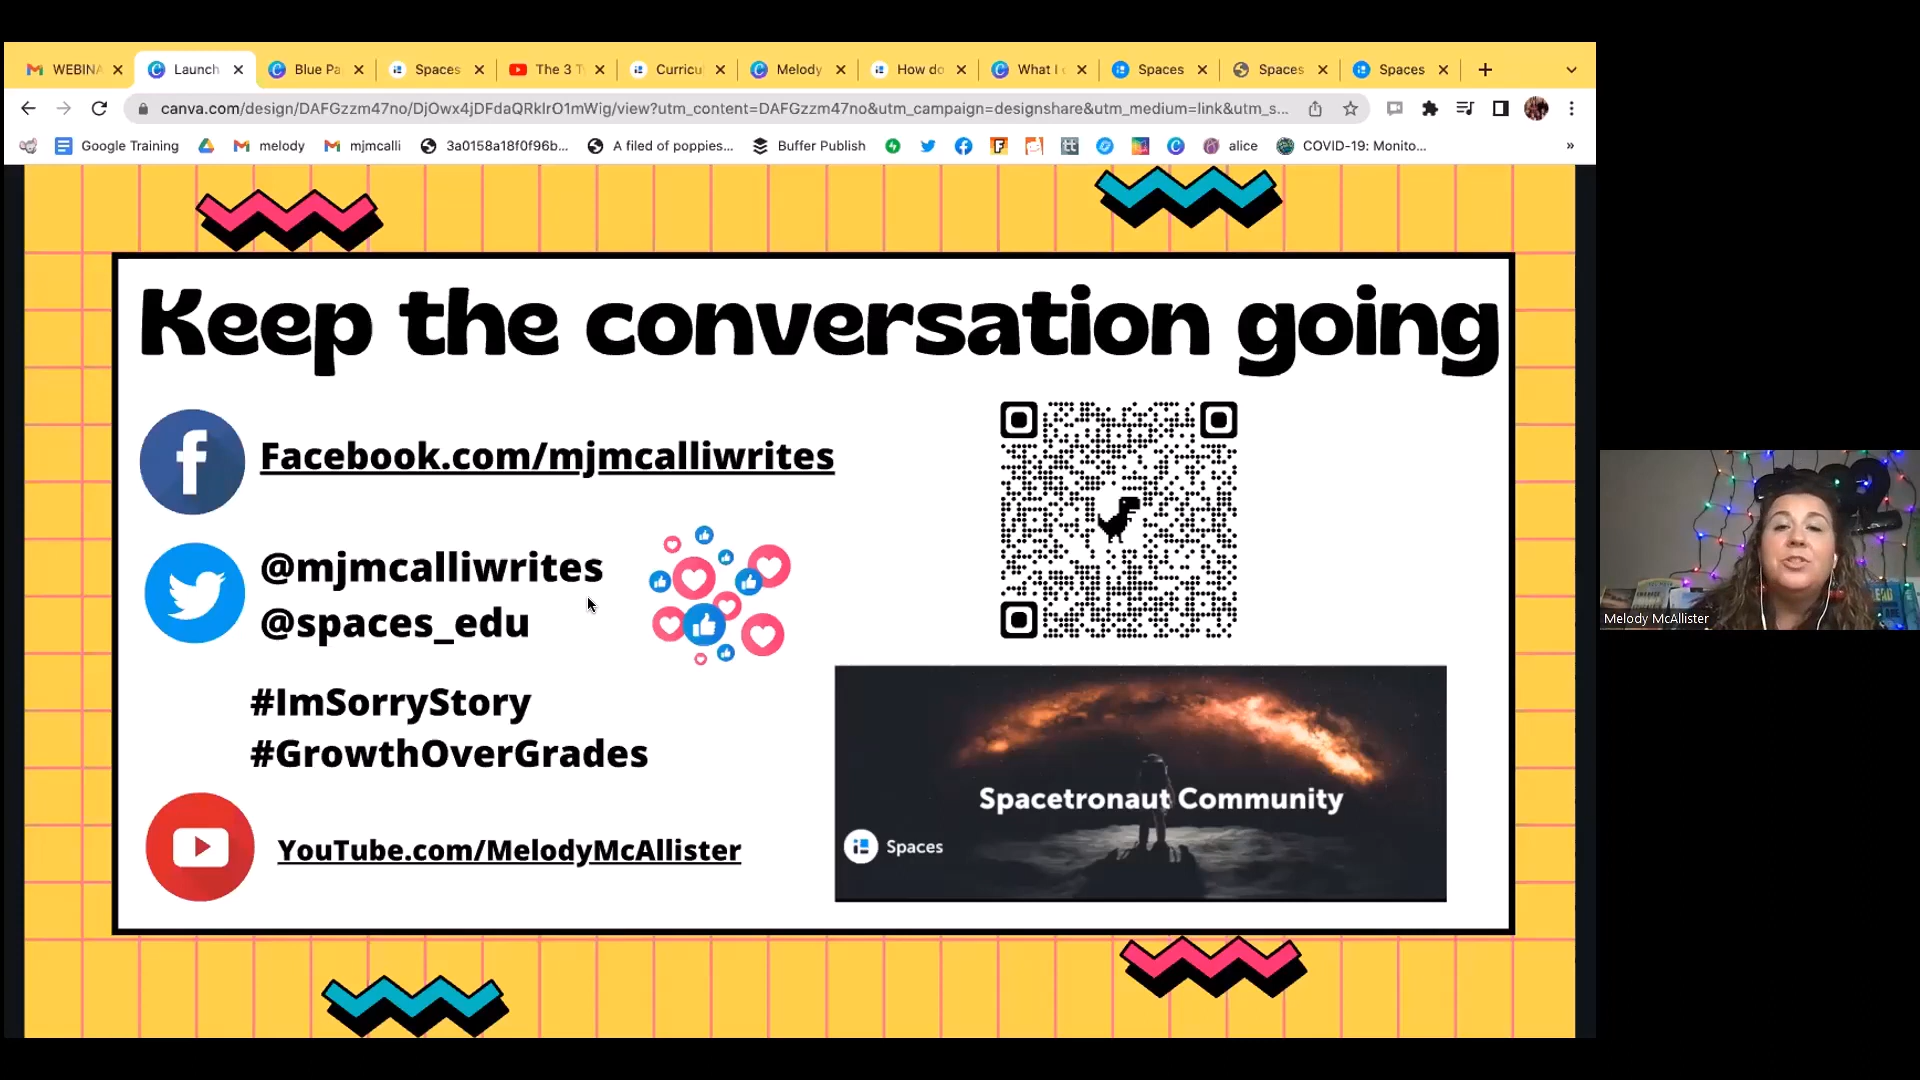 WEBINA
Launch
Blue Pa
Spaces
The 3 T
Curricu
Melody
How do
What I
Spaces
Spaces
Spaces
canva.com/design/DAFGzzm47no/DjOwx4jDFdaQRklrO1mWig/view?utm_content=DAFGzzm47no&utm_campaign=designshare&utm_medium=link&utm_s...
Google Training
melody
mjmcalli
3a0158a18f0f96b...
A filed of poppies...
Buffer Publish
alice
COVID-19: Monito...
Keep the conversation going
Facebook.com/mjmcalliwrites
@mjmcalliwrites
@spaces_edu
#ImSorryStory
#GrowthOverGrades
YouTube.com/MelodyMcAllister
Spacetronaut Community
Spaces
Melody McAllister